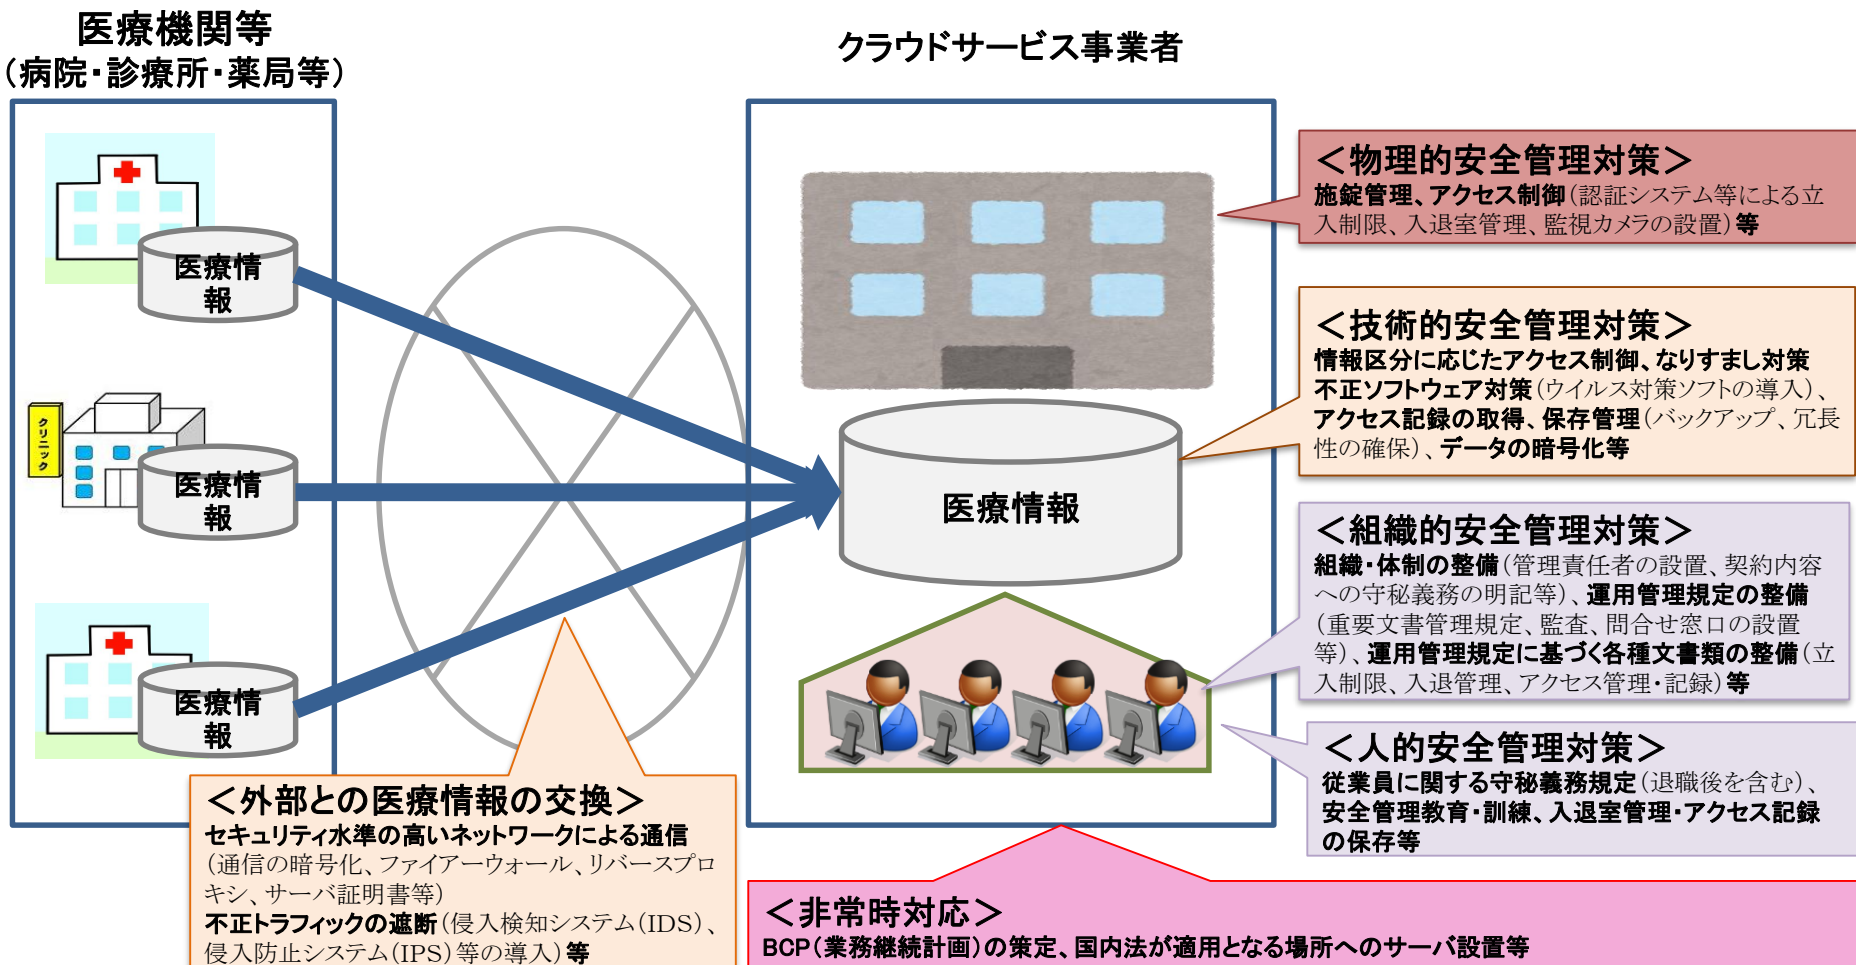 医療機関等
（病院・診療所・薬局等）
クラウドサービス事業者
医療情
報
クリニック
医療情
報
医療情
報
医療情報
＜物理的安全管理対策＞
施錠管理、アクセス制御（認証システム等による立
入制限、入退室管理、監視カメラの設置）等
＜技術的安全管理対策＞
情報区分に応じたアクセス制御、なりすまし対策
不正ソフトウェア対策（ウイルス対策ソフトの導入）、
アクセス記録の取得、保存管理（バックアップ、冗長
性の確保）、データの暗号化等
＜組織的安全管理対策＞
組織・体制の整備（管理責任者の設置、契約内容
への守秘義務の明記等）、運用管理規定の整備
（重要文書管理規定、監査、問合せ窓口の設置
等）、運用管理規定に基づく各種文書類の整備（立
入制限、入退管理、アクセス管理・記録）等
＜人的安全管理対策＞
従業員に関する守秘義務規定（退職後を含む）、
安全管理教育・訓練、入退室管理・アクセス記録
の保存等
＜外部との医療情報の交換＞
セキュリティ水準の高いネットワークによる通信
（通信の暗号化、ファイアーウォール、リバースプロ
キシ、サーバ証明書等）
不正トラフィックの遮断（侵入検知システム(IDS)、
侵入防止システム(IPS)等の導入）等
＜非常時対応＞
BCP（業務継続計画）の策定、国内法が適用となる場所へのサーバ設置等